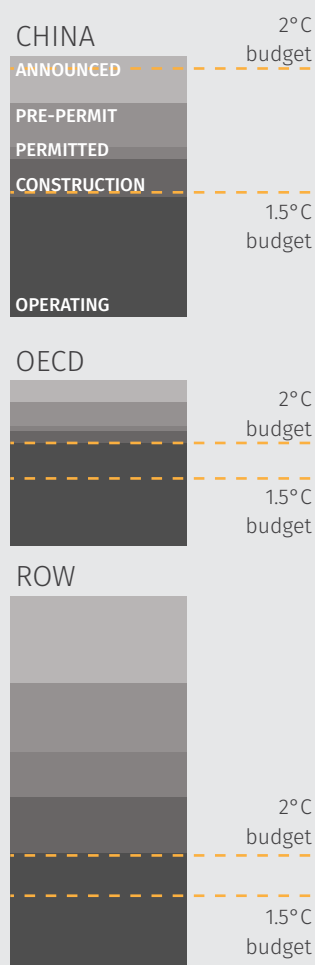 CHINA
2°C
budget
ANNOUNCED
PRE-PERMIT
PERMITTED
CONSTRUCTION
1.5°C
budget
OPERATING
OECD
2°C
budget
1.5°C
budget
ROW
2°C
budget
1.5°C
budget